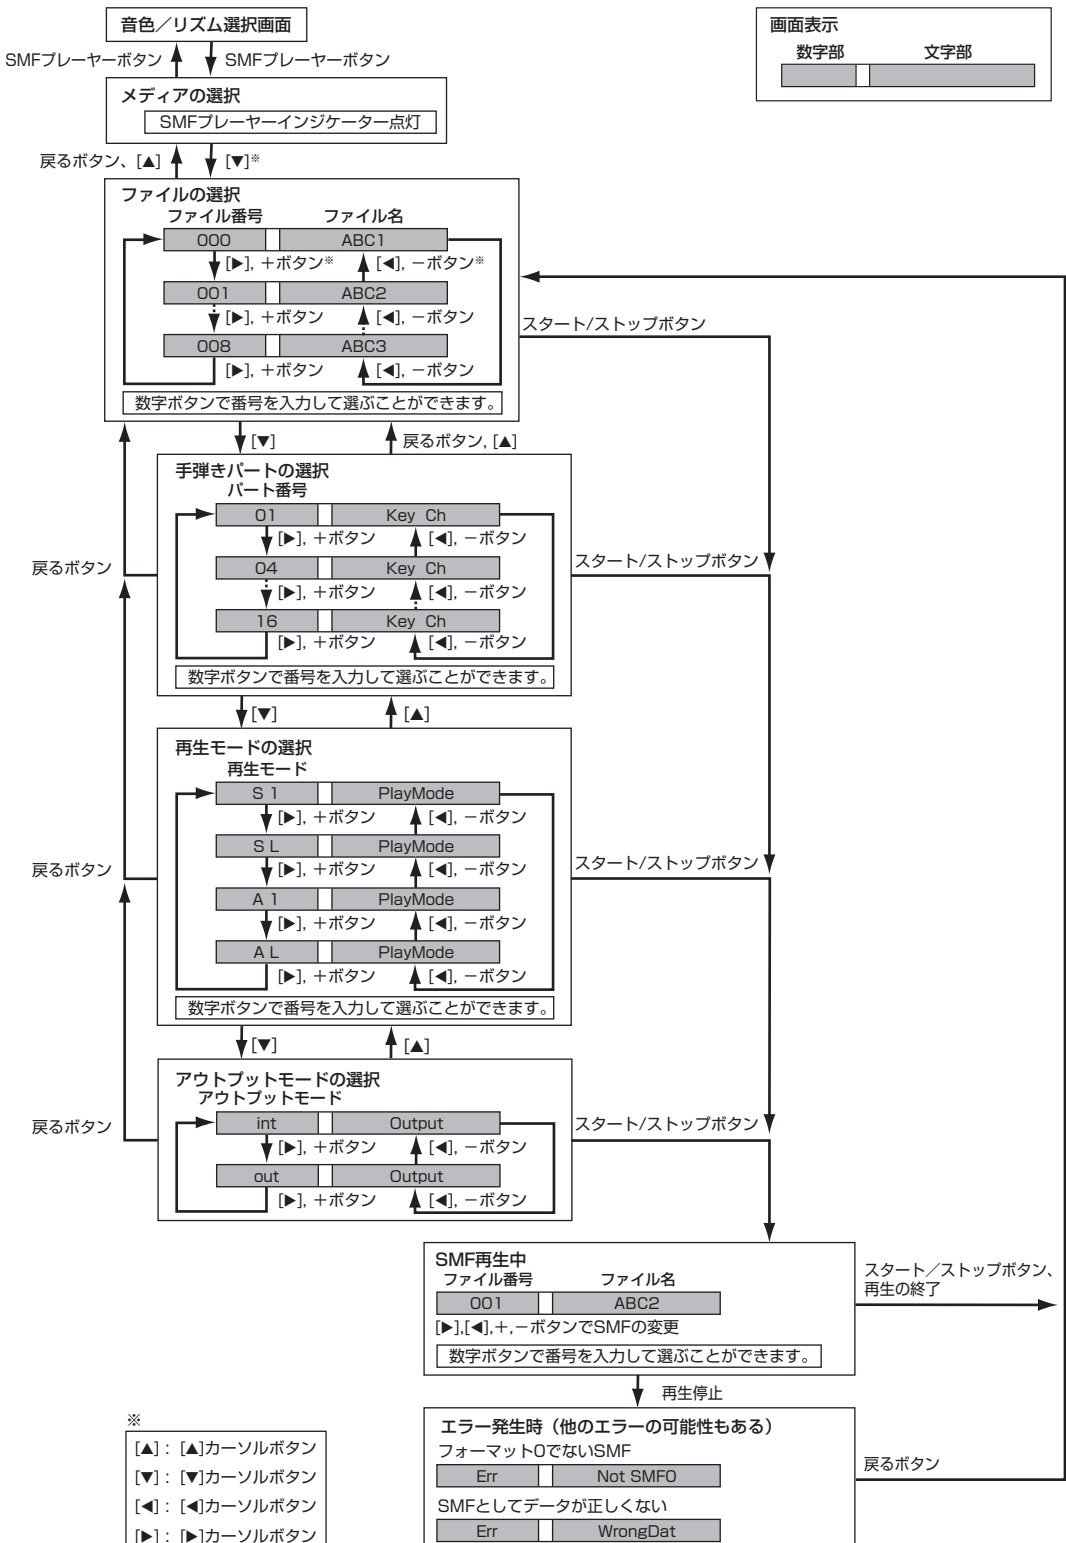 音色／リズム選択画面
画面表示
数字部 文字部
SMFプレーヤーボタン SMFプレーヤーボタン
メディアの選択
SMFプレーヤーインジケーター点灯
戻るボタン、[▲] [▼]※
ファイルの選択
ファイル番号 ファイル名
000 ABC1
[▶], ＋ボタン※ [◀], －ボタン※
001 ABC2
[▶], ＋ボタン [◀], －ボタン
008 ABC3
[▶], ＋ボタン [◀], －ボタン
数字ボタンで番号を入力して選ぶことができます。
スタート/ストップボタン
[▼] 戻るボタン, [▲]
手弾きパートの選択
パート番号
01 Key Ch
[▶], ＋ボタン [◀], －ボタン
04 Key Ch
[▶], ＋ボタン [◀], －ボタン
16 Key Ch
[▶], ＋ボタン [◀], －ボタン
数字ボタンで番号を入力して選ぶことができます。
戻るボタン
スタート/ストップボタン
[▼] [▲]
再生モードの選択
再生モード
S 1 PlayMode
[▶], ＋ボタン [◀], －ボタン
S L PlayMode
[▶], ＋ボタン [◀], －ボタン
A 1 PlayMode
[▶], ＋ボタン [◀], －ボタン
A L PlayMode
[▶], ＋ボタン [◀], －ボタン
数字ボタンで番号を入力して選ぶことができます。
戻るボタン
スタート/ストップボタン
[▼] [▲]
アウトプットモードの選択
アウトプットモード
int Output
[▶], ＋ボタン [◀], －ボタン
out Output
[▶], ＋ボタン [◀], －ボタン
戻るボタン
スタート/ストップボタン
SMF再生中
ファイル番号 ファイル名
001 ABC2
[▶],[◀],+,−ボタンでSMFの変更
数字ボタンで番号を入力して選ぶことができます。
スタート／ストップボタン、
再生の終了
再生停止
エラー発生時（他のエラーの可能性もある）
フォーマット0でないSMF
Err Not SMF0
SMFとしてデータが正しくない
Err WrongDat
戻るボタン
※
[▲]：[▲]カーソルボタン
[▼]：[▼]カーソルボタン
[◀]：[◀]カーソルボタン
[▶]：[▶]カーソルボタン